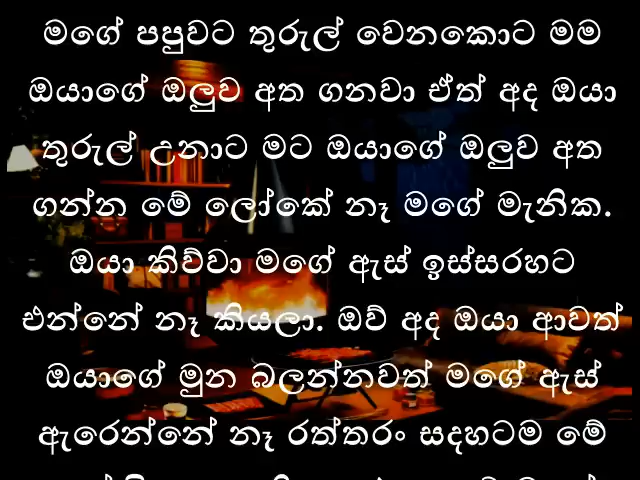 මගේ පපුවට තුරුල් වෙනකොට මම
ඔයාගේ ඔලුව අත ගනවා ඒත් අද ඔයා
තුරුල් උනාට මට ඔයාගේ ඔලුව අත
ගන්න මේ ලෝකේ නෑ මගේ මැනික.
ඔයා කිව්වා මගේ ඇස් ඉස්සරහට
එන්නේ නෑ කියලා. ඔව් අද ඔයා ආවත්
ඔයාගේ මුන බලන්නවත් මගේ ඇස්
ඇරෙන්නේ නෑ රත්තරං සදහටම මේ